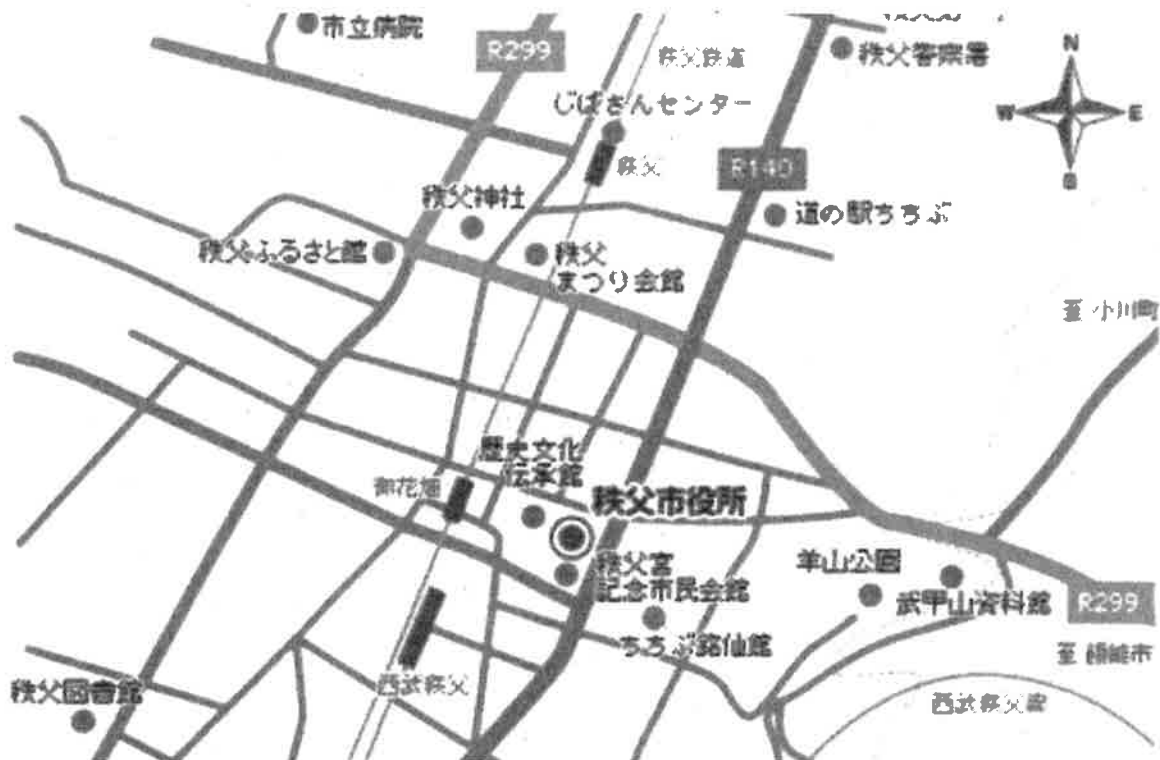 市立病院
R299
秩父鉄道
秩父警察署
N
W
E
S
じばさんセンター
秩父
R140
秩父神社
道の駅ちちぶ
秩父ふるさと館
秩父
まつり会館
至 小川町
歴史文化
伝承館
御花畑
秩父市役所
秩父宮
記念市民会館
羊山公園
武甲山資料館
R299
ちちぶ銘仙館
西武秩父
秩父図書館
西武秩父線